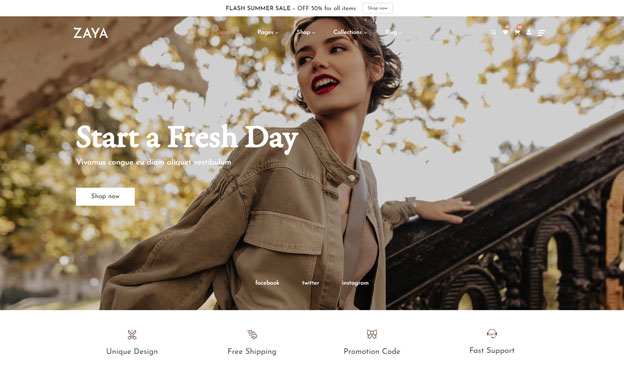 FLASH SUMMER SALE – OFF 50% for all items Shop now
ZAYA Pages Shop Collections Blog
Start a Fresh Day
Vivamus congue eu diam aliquet vestibulum
Shop now
facebook twitter instagram
Unique Design Free Shipping Promotion Code Fast Support